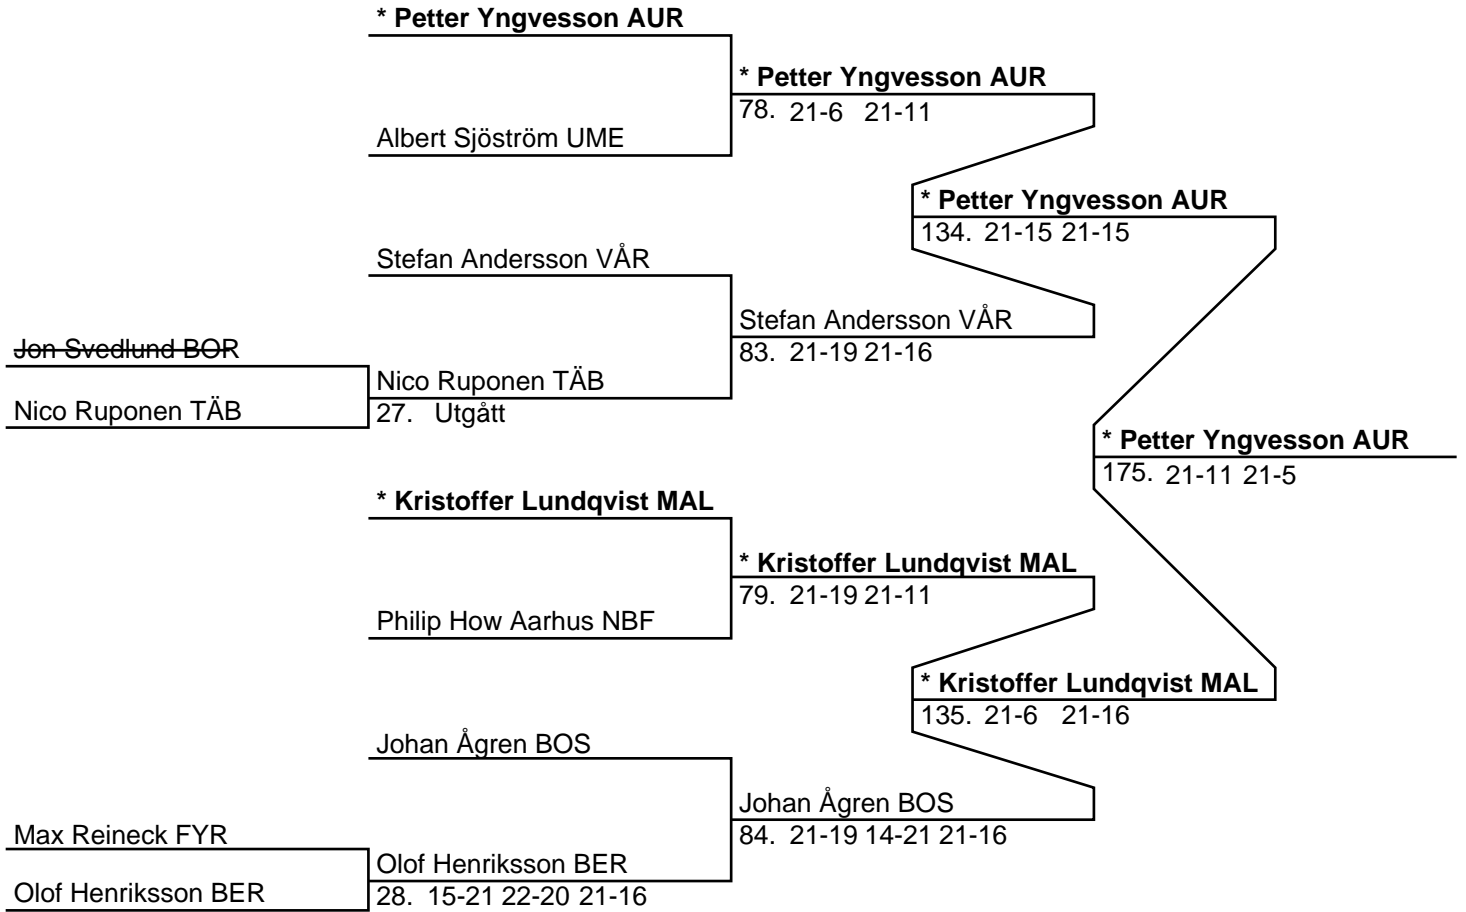 * Petter Yngvesson AUR
* Petter Yngvesson AUR
78. 21-6 21-11
Albert Sjöström UME
* Petter Yngvesson AUR
134. 21-15 21-15
Stefan Andersson VÅR
Stefan Andersson VÅR
83. 21-19 21-16
Jon Svedlund BOR
Nico Ruponen TÄB
Nico Ruponen TÄB
27. Utgått
* Petter Yngvesson AUR
175. 21-11 21-5
* Kristoffer Lundqvist MAL
* Kristoffer Lundqvist MAL
79. 21-19 21-11
Philip How Aarhus NBF
* Kristoffer Lundqvist MAL
135. 21-6 21-16
Johan Ågren BOS
Johan Ågren BOS
84. 21-19 14-21 21-16
Max Reineck FYR
Olof Henriksson BER
Olof Henriksson BER
28. 15-21 22-20 21-16